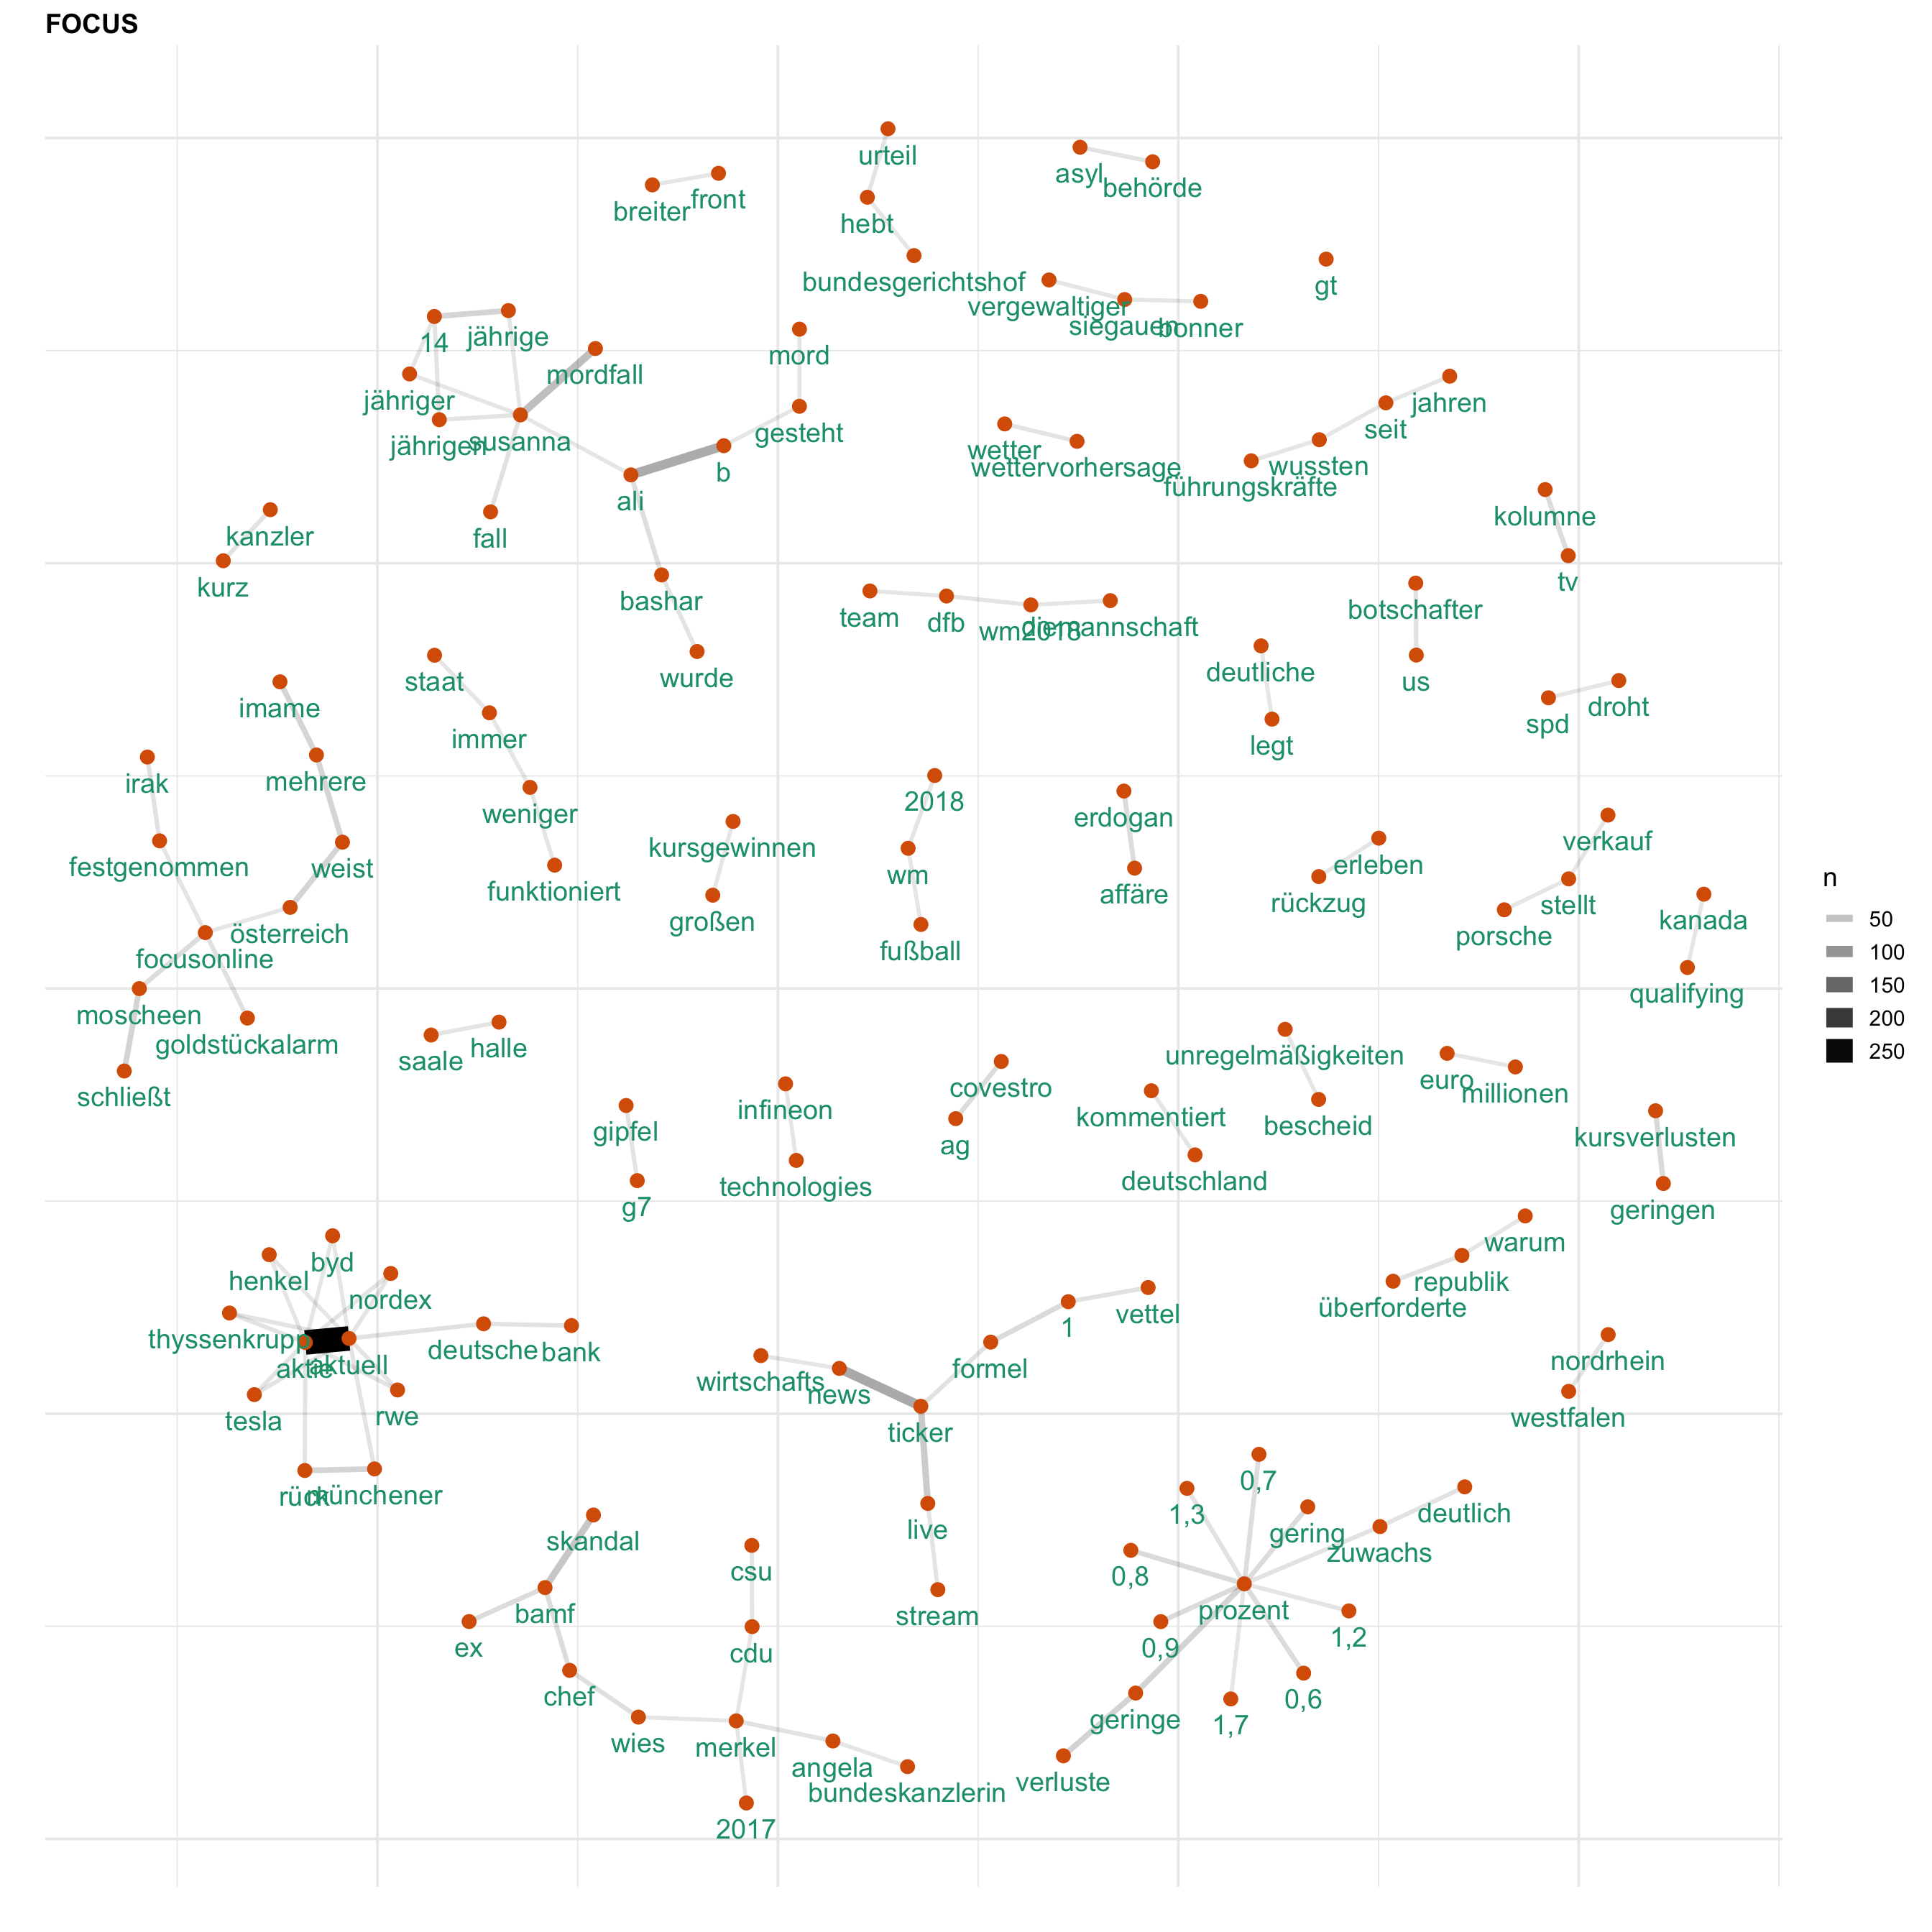 FOCUS
urteil
asyl
behörde
breiter
front
hebt
bundesgerichtshof
gt
vergewaltiger
siegauen
bonner
14
jährige
mord
mordfall
jähriger
jahren
seit
gesteht
jährigen
susanna
wetter
wettervorhersage
wussten
führungskräfte
b
ali
kolumne
kanzler
fall
kurz
tv
bashar
botschafter
team
dfb
wm2018
diemannschaft
wurde
deutliche
us
staat
imame
droht
spd
immer
legt
irak
mehrere
2018
weniger
erdogan
verkauf
kursgewinnen
festgenommen
weist
wm
erleben
funktioniert
affäre
rückzug
stellt
großen
kanada
österreich
porsche
fußball
focusonline
n
50
100
150
200
250
qualifying
moscheen
goldstückalarm
saale
halle
unregelmäßigkeiten
euro
millionen
schließt
covestro
infineon
gipfel
kommentiert
bescheid
kursverlusten
ag
technologies
deutschland
g7
geringen
byd
henkel
nordex
warum
republik
überforderte
thyssenkrupp
aktie
aktuell
deutsche
bank
vettel
1
formel
nordrhein
wirtschafts
news
tesla
rwe
ticker
westfalen
rück
münchener
0,7
1,3
gering
deutlich
zuwachs
live
skandal
csu
0,8
bamf
stream
prozent
ex
cdu
0,9
1,2
chef
wies
merkel
geringe
1,7
0,6
angela
bundeskanzlerin
verluste
2017